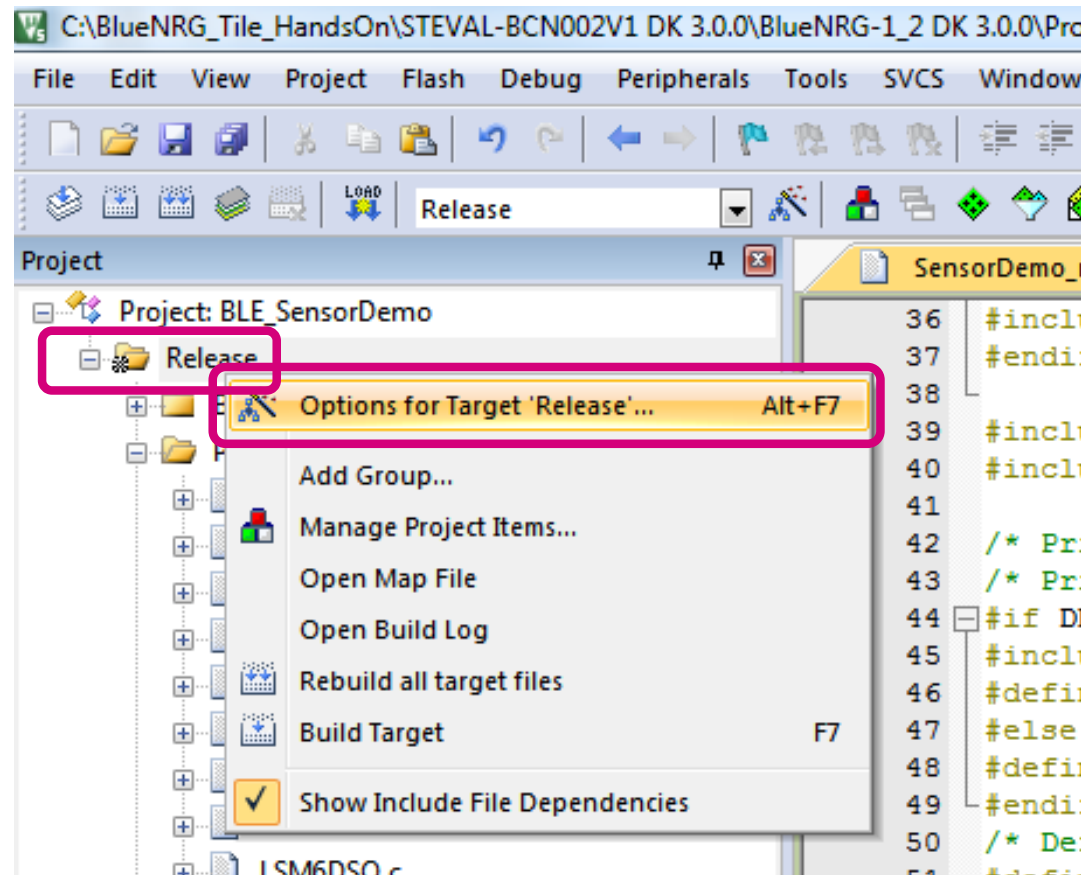 C:\BlueNRG_Tile_HandsOn\STEVAL-BCN002V1 DK 3.0.0\BlueNRG-1_2 DK 3.0.0\Pro
File Edit View Project Flash Debug Peripherals Tools SVCS Window
LOAD
Release
Project
SensorDemo_
Project: BLE_SensorDemo
Release
Options for Target 'Release'... Alt+F7
Add Group...
Manage Project Items...
Open Map File
Open Build Log
Rebuild all target files
Build Target F7
Show Include File Dependencies
LSM6DSO.c
36 #inclu
37 #endi
38
39 #inclu
40 #inclu
41
42 /* Pri
43 /* Pri
44 #if D
45 #inclu
46 #defin
47 #else
48 #defin
49 #endi
50 /* De